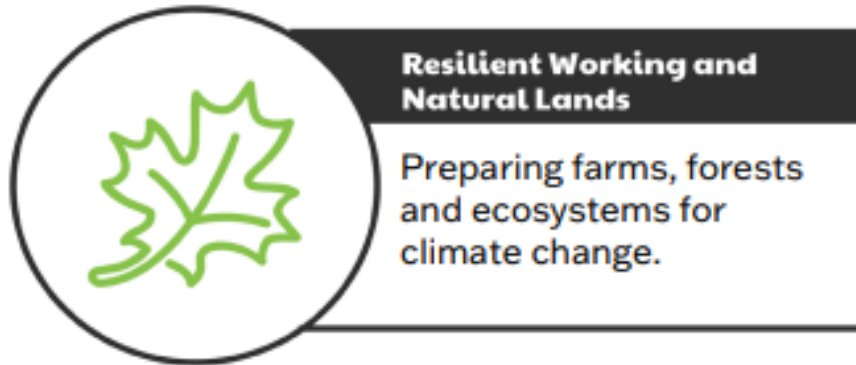 Resilient Working and
Natural Lands
Preparing farms, forests
and ecosystems for
climate change.